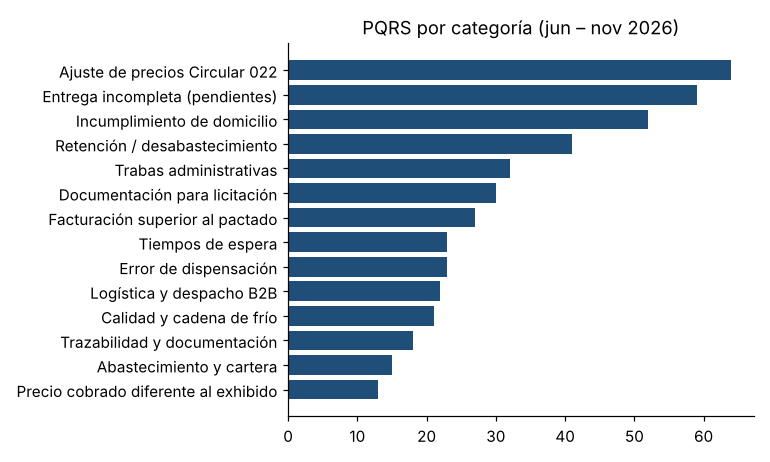 PQRS por categoría (jun – nov 2026)
Ajuste de precios Circular 022
Entrega incompleta (pendientes)
Incumplimiento de domicilio
Retención / desabastecimiento
Trabas administrativas
Documentación para licitación
Facturación superior al pactado
Tiempos de espera
Error de dispensación
Logística y despacho B2B
Calidad y cadena de frío
Trazabilidad y documentación
Abastecimiento y cartera
Precio cobrado diferente al exhibido
0 10 20 30 40 50 60